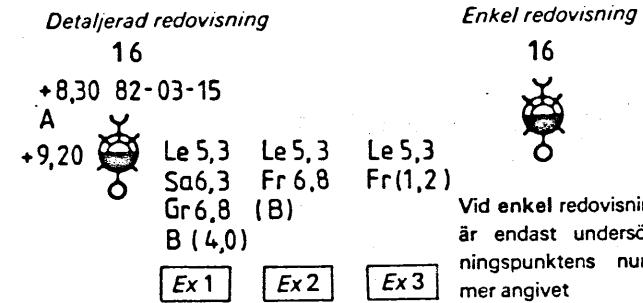 Detaljerad redovisning
16
+8,30 82-03-15
A
+9,20
Le 5,3 Le 5,3 Le 5,3
Sa 6,3 Fr 6,8 Fr (1,2)
Gr 6,8 (B)
B (4,0)
Ex 1 Ex 2 Ex 3
Enkel redovisning
16
Vid enkel redovisnin
är endast undersö
ningspunktens num
mer angivet